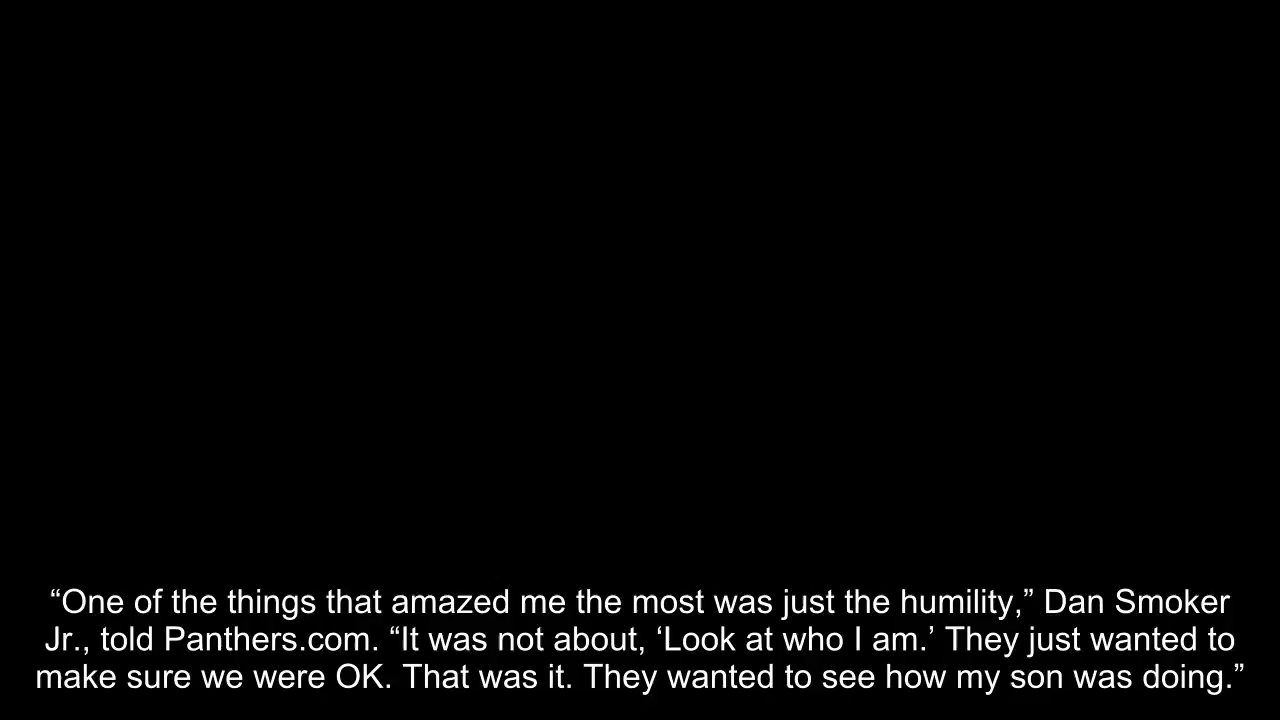 “One of the things that amazed me the most was just the humility,” Dan Smoker
Jr., told Panthers.com. “It was not about, ‘Look at who I am.’ They just wanted to
make sure we were OK. That was it. They wanted to see how my son was doing.”